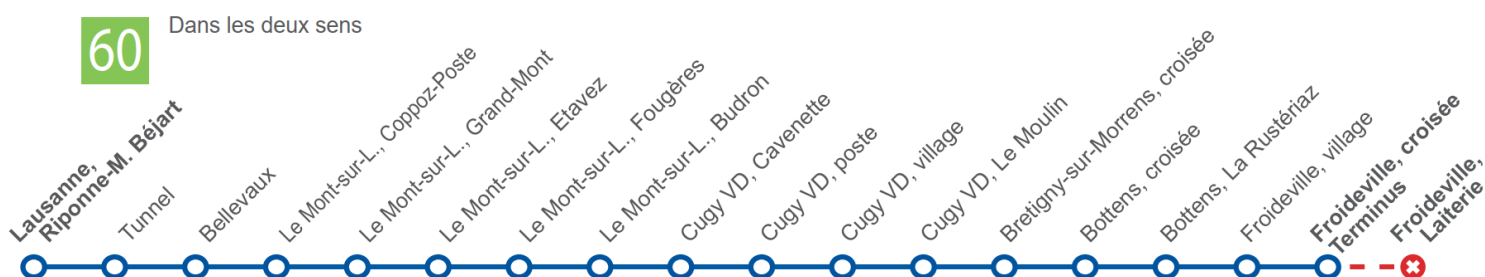 60
Dans les deux sens
Lausanne,
Riponne-M. Béjart
Tunnel
Bellevaux
Le Mont-sur-L., Coppoz-Poste
Le Mont-sur-L., Grand-Mont
Le Mont-sur-L., Etavez
Le Mont-sur-L., Fougères
Le Mont-sur-L., Budron
Cugy VD, Cavenette
Cugy VD, poste
Cugy VD, village
Cugy VD, Le Moulin
Bretigny-sur-Morrens, croisée
Bottens, croisée
Bottens, La Rustériaz
Froideville, village
Froideville, croisée
Terminus
Froideville,
Laiterie